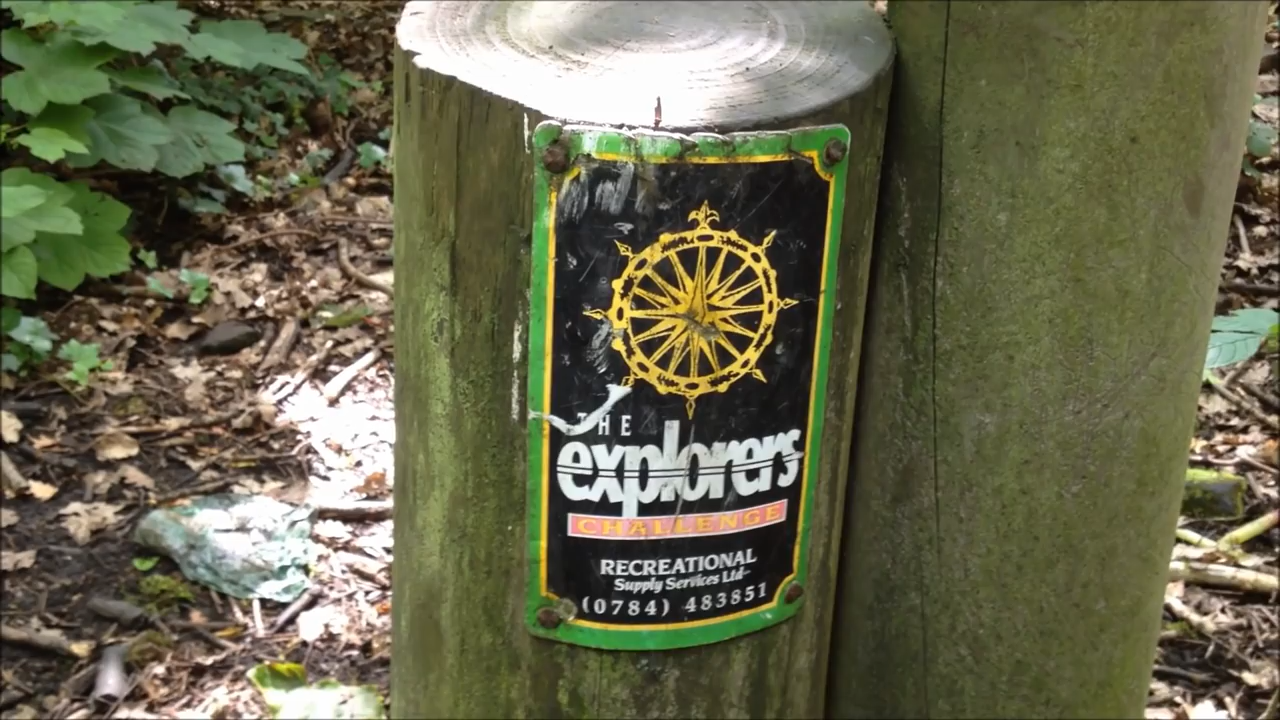 THE
explorers
CHALLENGE
RECREATIONAL
Supply Services Ltd
(0784) 483851